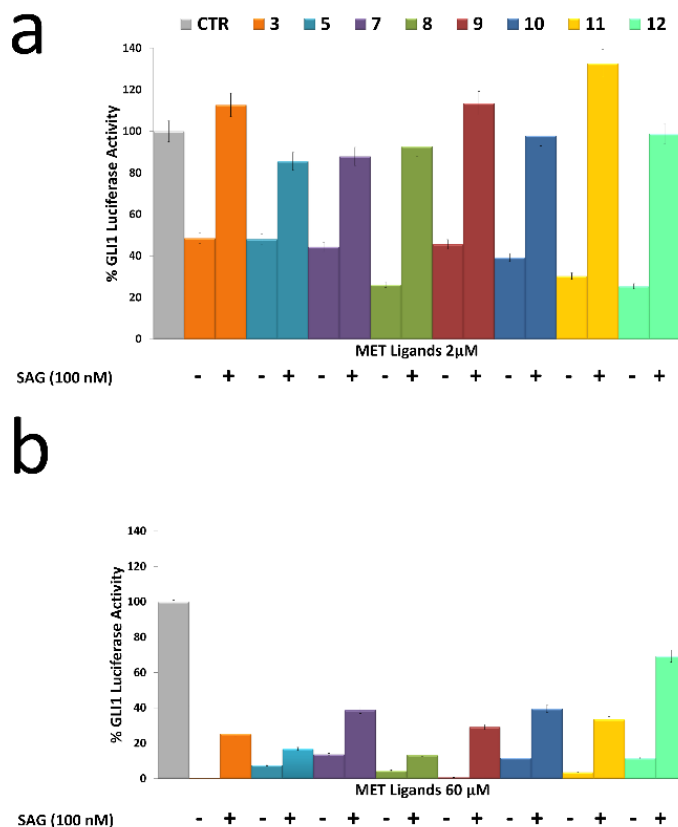 a
CTR 3 5 7 8 9 10 11 12
140
120
100
80
60
40
20
0
% GLI1 Luciferase Activity
MET Ligands 2μM
SAG (100 nM) - + - + - + - + - + - + - + - +
b
140
120
100
80
60
40
20
0
% GLI1 Luciferase Activity
MET Ligands 60 μM
SAG (100 nM) - + - + - + - + - + - + - + - +